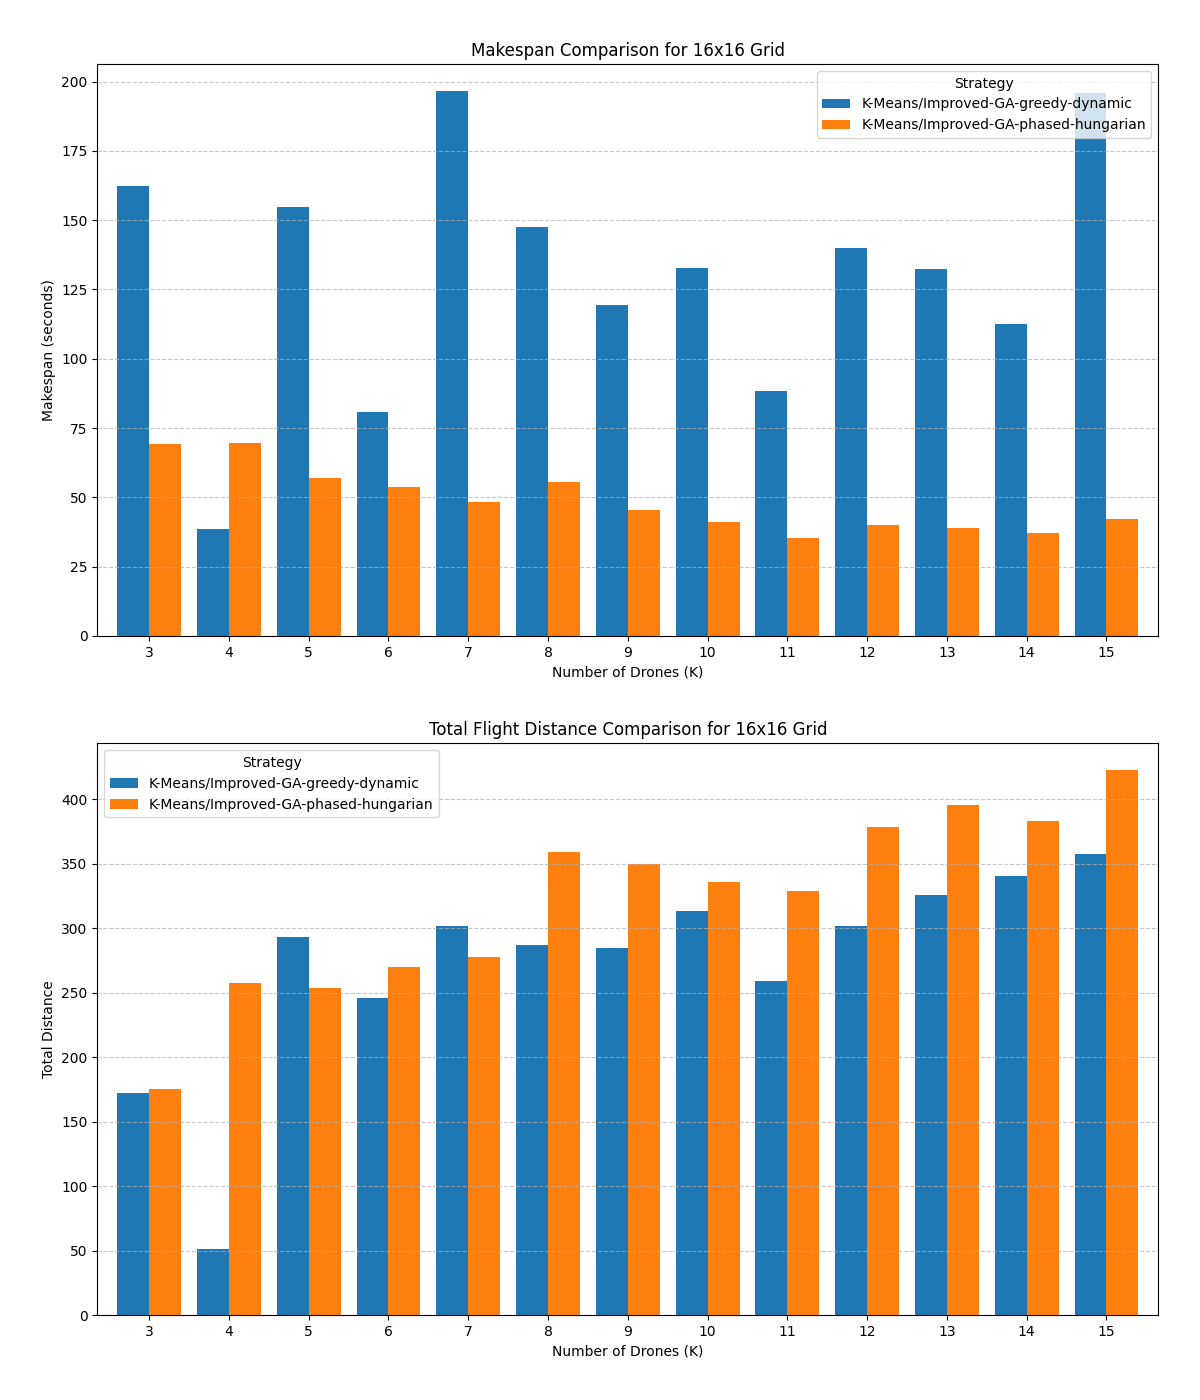 Makespan Comparison for 16x16 Grid
Strategy
K-Means/Improved-GA-greedy-dynamic
K-Means/Improved-GA-phased-hungarian
Makespan (seconds)
200
175
150
125
100
75
50
25
0
3 4 5 6 7 8 9 10 11 12 13 14 15
Number of Drones (K)
Total Flight Distance Comparison for 16x16 Grid
Strategy
K-Means/Improved-GA-greedy-dynamic
K-Means/Improved-GA-phased-hungarian
Total Distance
400
350
300
250
200
150
100
50
0
3 4 5 6 7 8 9 10 11 12 13 14 15
Number of Drones (K)